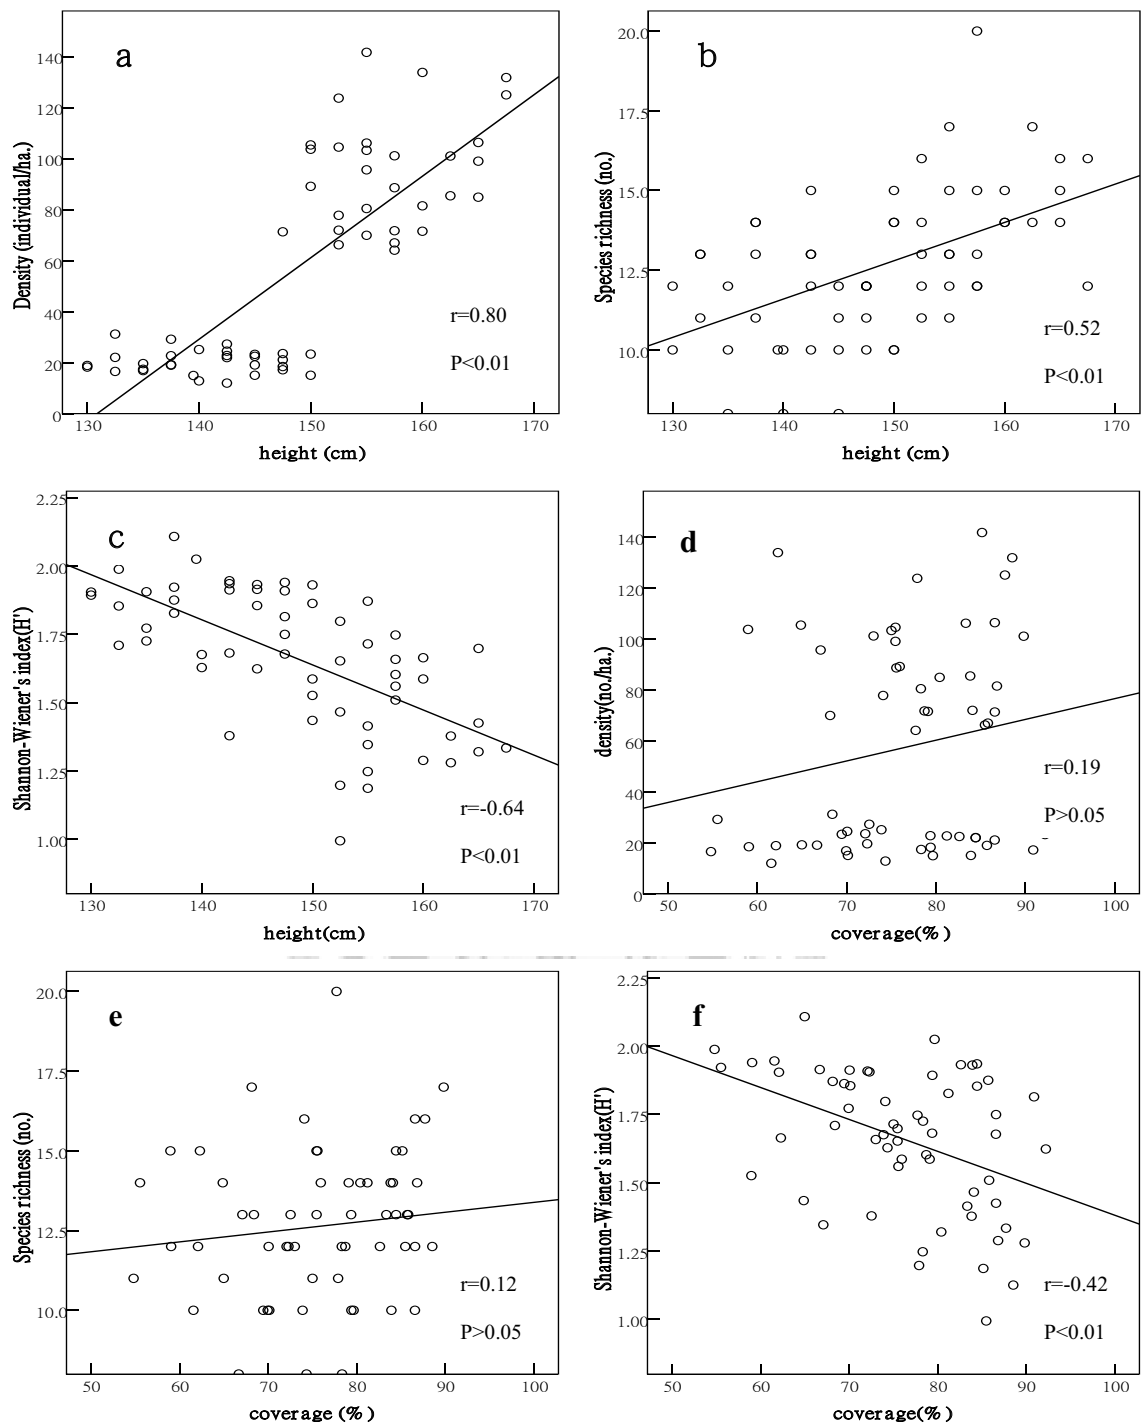 a
140
120
100
80
60
40
20
0
Density (individual/ha.)
r=0.80
P<0.01
130 140 150 160 170
height (cm)
b
20.0
17.5
15.0
12.5
10.0
Species richness (no.)
r=0.52
P<0.01
130 140 150 160 170
height (cm)
c
2.25
2.00
1.75
1.50
1.25
1.00
Shannon-Wiener's index(H')
r=-0.64
P<0.01
130 140 150 160 170
height(cm)
d
140
120
100
80
60
40
20
0
density(no./ha.)
r=0.19
P>0.05
50 60 70 80 90 100
coverage(%)
e
20.0
17.5
15.0
12.5
10.0
Species richness (no.)
r=0.12
P>0.05
50 60 70 80 90 100
coverage (%)
f
2.25
2.00
1.75
1.50
1.25
1.00
Shannon-Wiener's index(H')
r=-0.42
P<0.01
50 60 70 80 90 100
coverage(%)